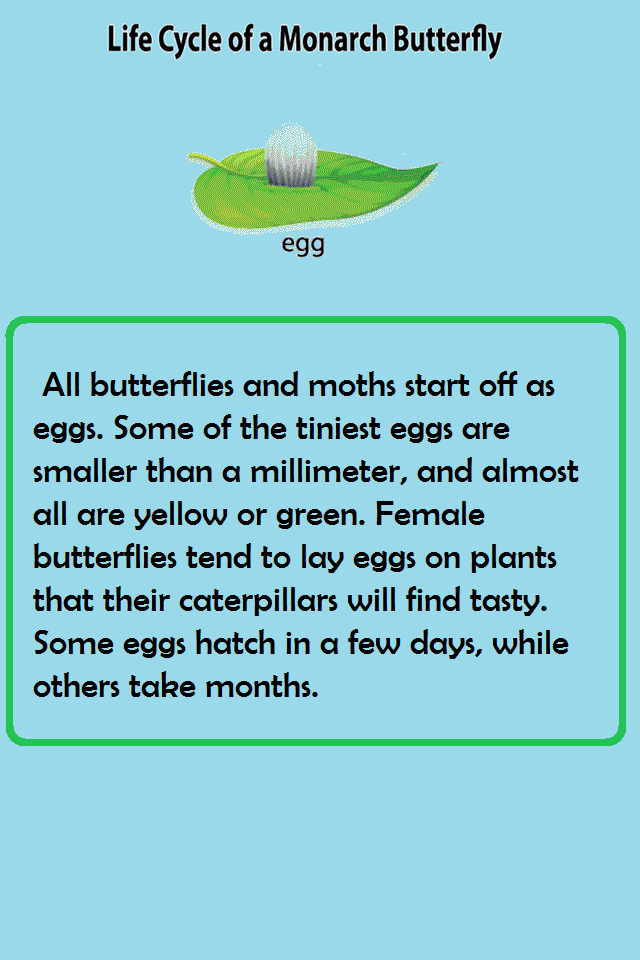 Life Cycle of a Monarch Butterfly
egg
All butterflies and moths start off as
eggs. Some of the tiniest eggs are
smaller than a millimeter, and almost
all are yellow or green. Female
butterflies tend to lay eggs on plants
that their caterpillars will find tasty.
Some eggs hatch in a few days, while
others take months.